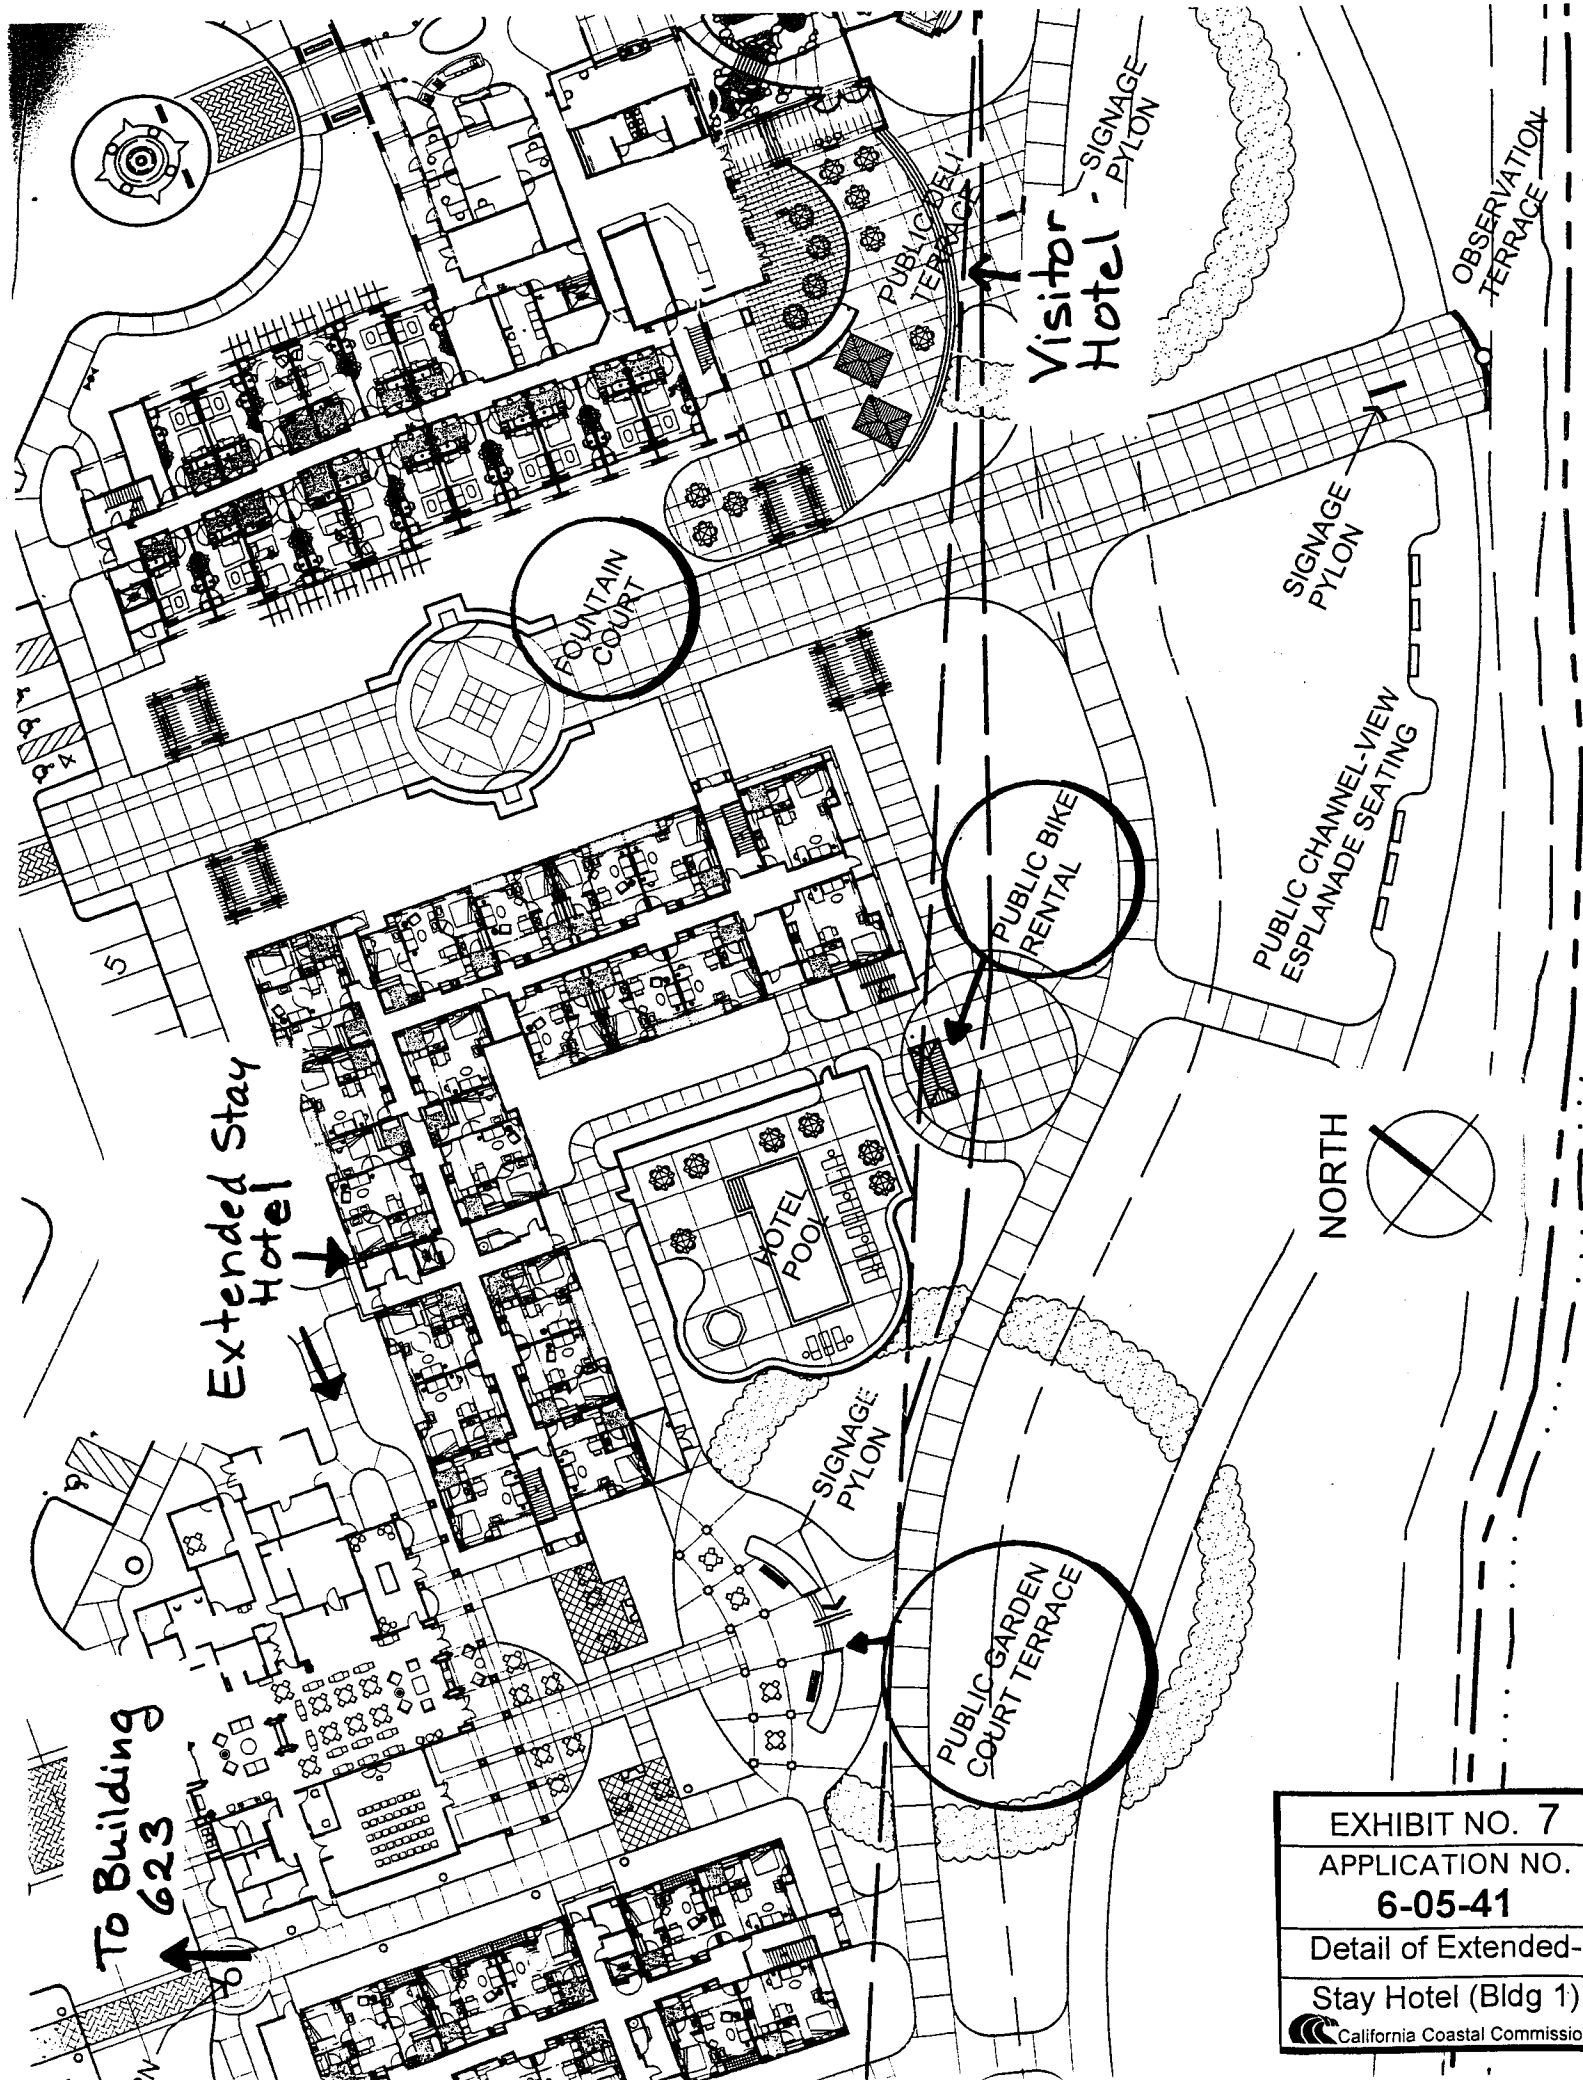 SIGNAGE
PYLON
OBSERVATION
TERRACE
PUBLIC DELI
TERRACE
Visitor
Hotel
SIGNAGE
PYLON
FOUNTAIN
COURT
4
5
PUBLIC BIKE
RENTAL
PUBLIC CHANNEL-VIEW
ESPLANADE SEATING
Extended Stay
Hotel
HOTEL
POOL
NORTH
SIGNAGE
PYLON
PUBLIC GARDEN
COURT TERRACE
To Building
623
EXHIBIT NO. 7
APPLICATION NO.
6-05-41
Detail of Extended-
Stay Hotel (Bldg 1)
California Coastal Commissio